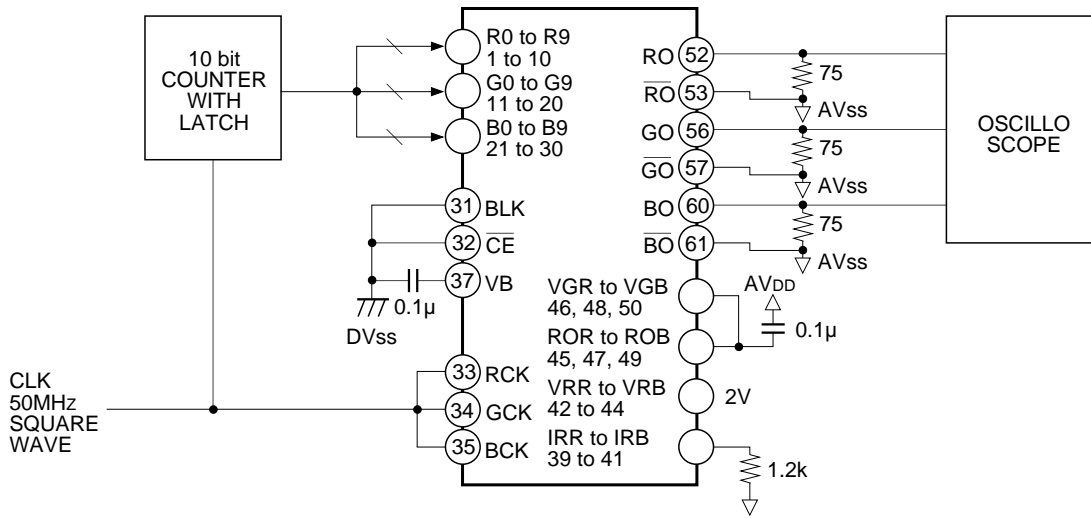 10 bit
COUNTER
WITH
LATCH
R0 to R9
1 to 10
G0 to G9
11 to 20
B0 to B9
21 to 30
31 BLK
32 CE
37 VB
0.1µ
DVss
CLK
50MHz
SQUARE
WAVE
33 RCK
34 GCK
35 BCK
RO 52
RO 53
GO 56
GO 57
BO 60
BO 61
75
AVss
75
AVss
75
AVss
OSCILLO
SCOPE
VGR to VGB
46, 48, 50
AVDD
0.1µ
ROR to ROB
45, 47, 49
VRR to VRB
42 to 44
2V
IRR to IRB
39 to 41
1.2k